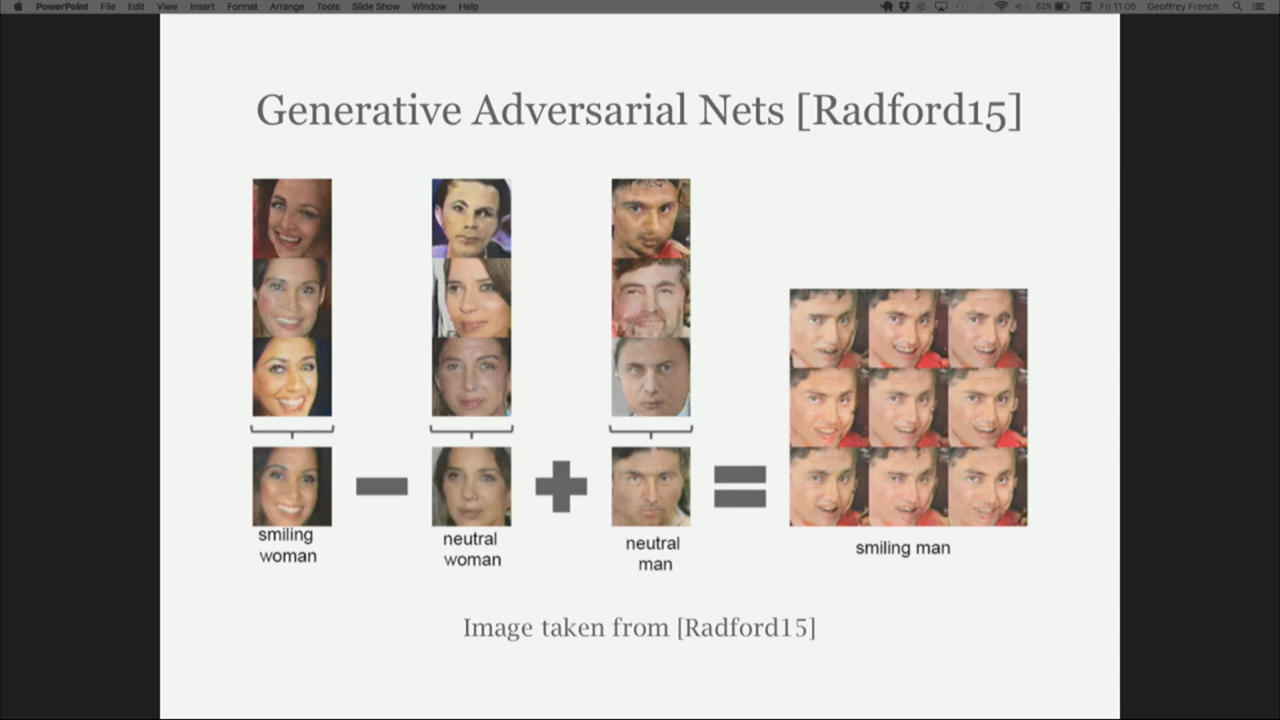 PowerPoint File Edit View Insert Format Arrange Tools Slide Show Window Help 62% Fri 11:06 Geoffrey French
Generative Adversarial Nets [Radford15]
smiling
woman
neutral
woman
neutral
man
smiling man
Image taken from [Radford15]